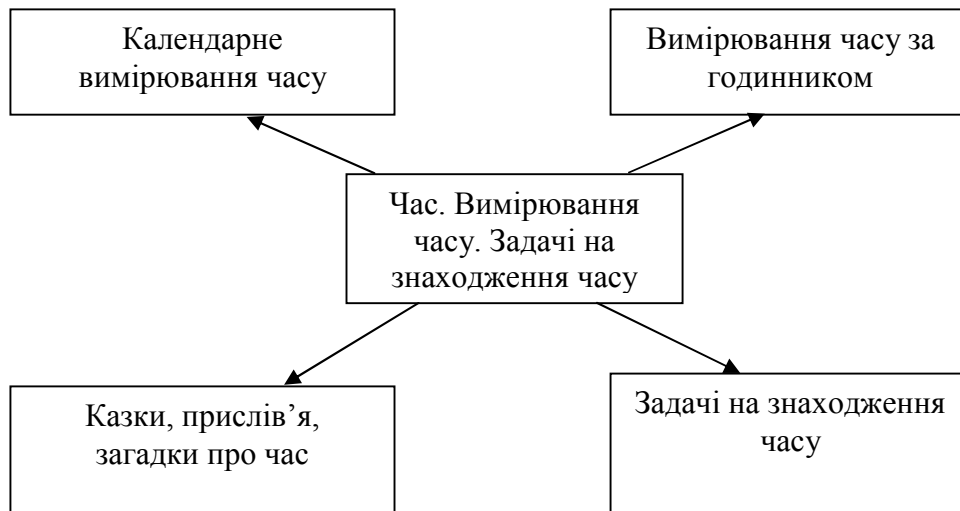 Календарне
вимірювання часу
Вимірювання часу за
годинником
Час. Вимірювання
часу. Задачі на
знаходження часу
Казки, прислів’я,
загадки про час
Задачі на знаходження
часу